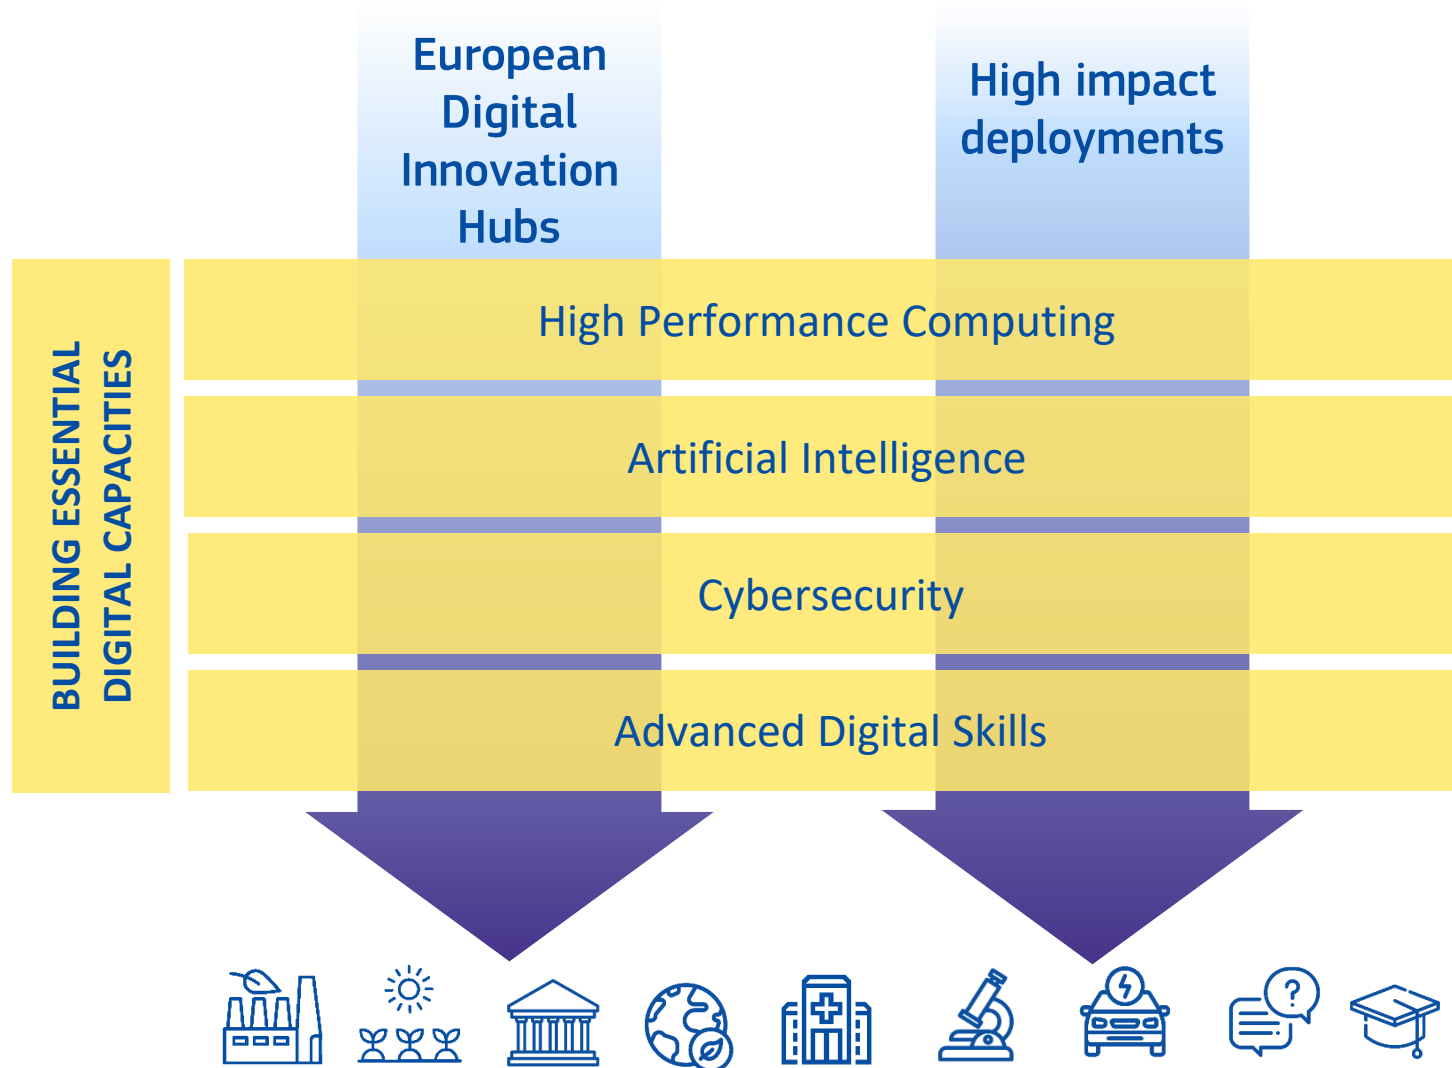 European
Digital
Innovation
Hubs
High impact
deployments
BUILDING ESSENTIAL
DIGITAL CAPACITIES
High Performance Computing
Artificial Intelligence
Cybersecurity
Advanced Digital Skills
?